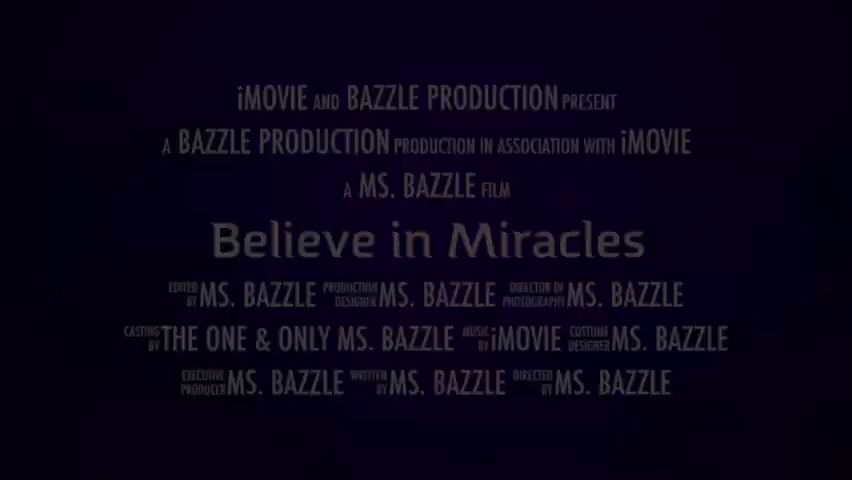 iMOVIE AND BAZZLE PRODUCTION PRESENT
A BAZZLE PRODUCTION PRODUCTION IN ASSOCIATION WITH iMOVIE
A MS. BAZZLE FILM
Believe in Miracles
EDITED BY MS. BAZZLE PRODUCTION DESIGNER MS. BAZZLE DIRECTOR OF PHOTOGRAPHY MS. BAZZLE
CASTING BY THE ONE & ONLY MS. BAZZLE MUSIC BY iMOVIE COSTUME DESIGNER MS. BAZZLE
EXECUTIVE PRODUCER MS. BAZZLE WRITTEN BY MS. BAZZLE DIRECTED BY MS. BAZZLE